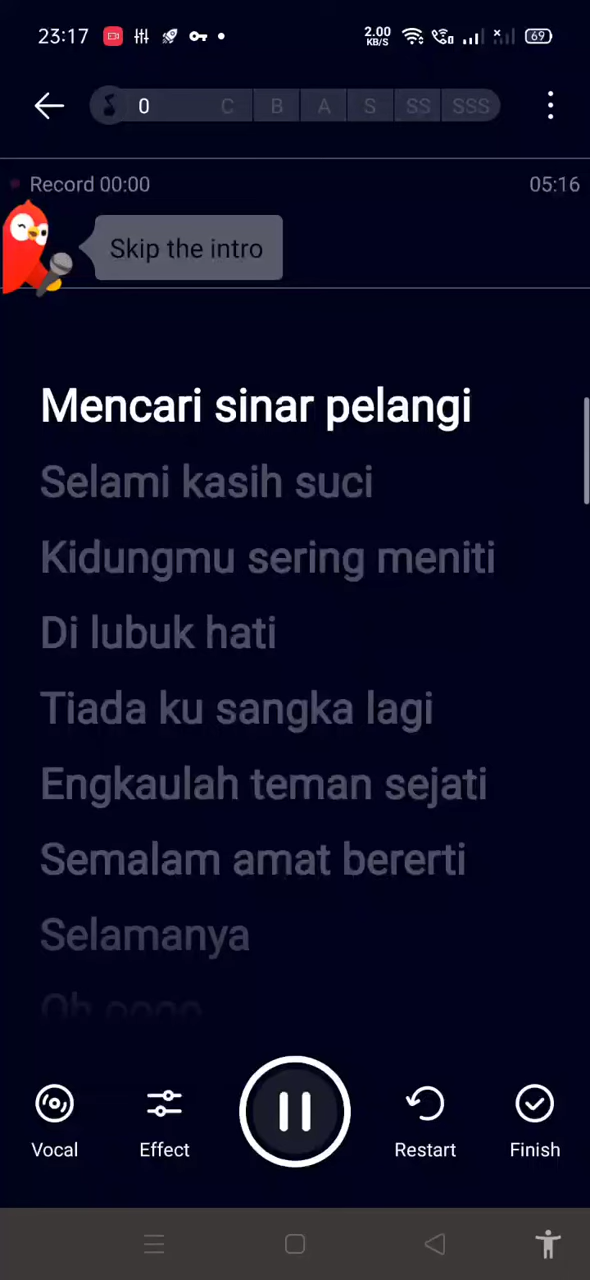 23:17
2.00
KB/S
69
0 C B A S SS SSS
Record 00:00 05:16
Skip the intro
Mencari sinar pelangi
Selami kasih suci
Kidungmu sering meniti
Di lubuk hati
Tiada ku sangka lagi
Engkaulah teman sejati
Semalam amat bererti
Selamanya
Oh oooo
Vocal Effect Restart Finish